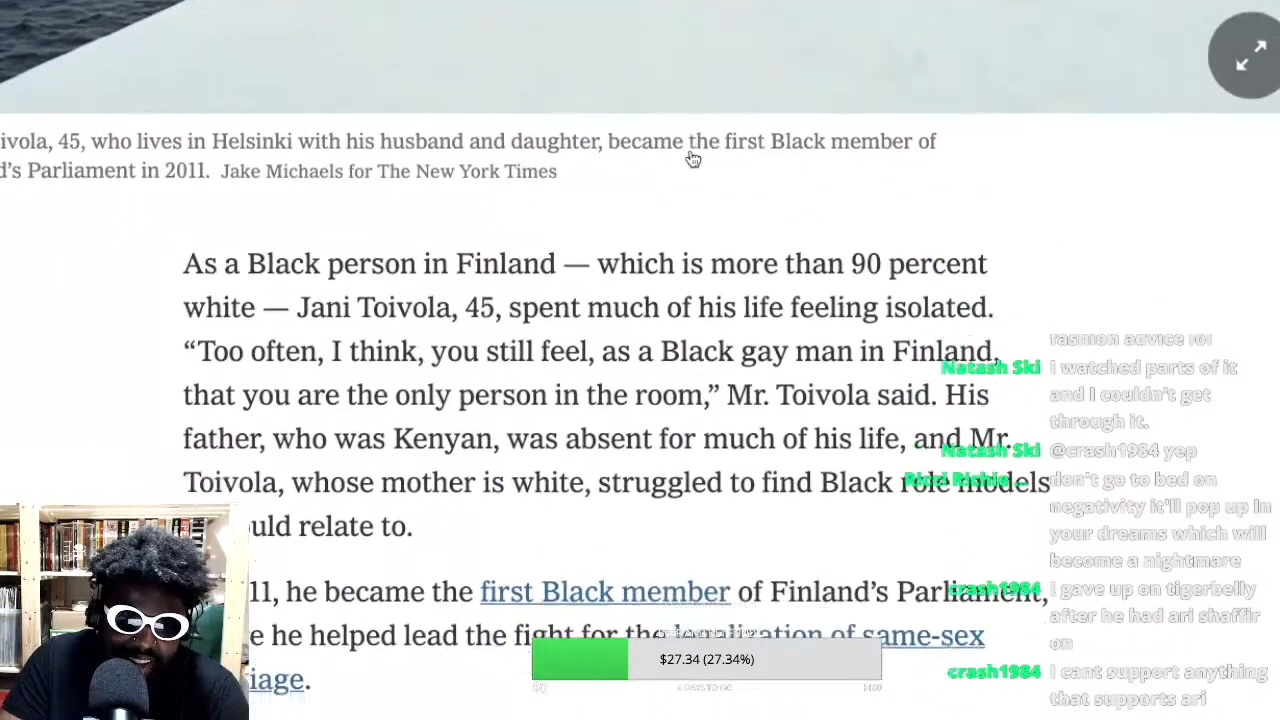 ivola, 45, who lives in Helsinki with his husband and daughter, became the first Black member of
d's Parliament in 2011. Jake Michaels for The New York Times
As a Black person in Finland — which is more than 90 percent
white — Jani Toivola, 45, spent much of his life feeling isolated.
“Too often, I think, you still feel, as a Black gay man in Finland,
that you are the only person in the room,” Mr. Toivola said. His
father, who was Kenyan, was absent for much of his life, and Mr.
Toivola, whose mother is white, struggled to find Black role models
ould relate to.
11, he became the first Black member of Finland’s Parliament,
e he helped lead the fight for the legalization of same-sex
iage.
$27.34 (27.34%)
fashion advice lol
Natash Ski I watched parts of it
and I couldn't get
through it.
Natash Ski @crash1984 yep
Ricci Richie don't go to bed on
negativity it'll pop up in
your dreams which will
become a nightmare
crash1984 I gave up on tigerbelly
after he had ari shaffir
on
crash1984 I cant support anything
that supports ari